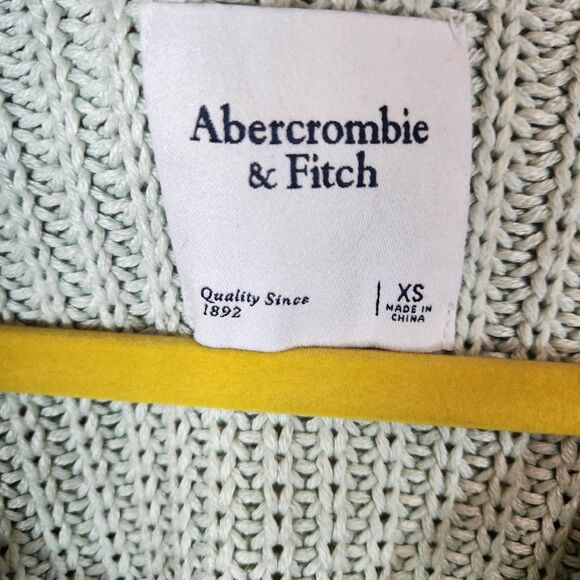 Abercrombie
& Fitch
Quality Since
1892
XS
MADE IN
CHINA